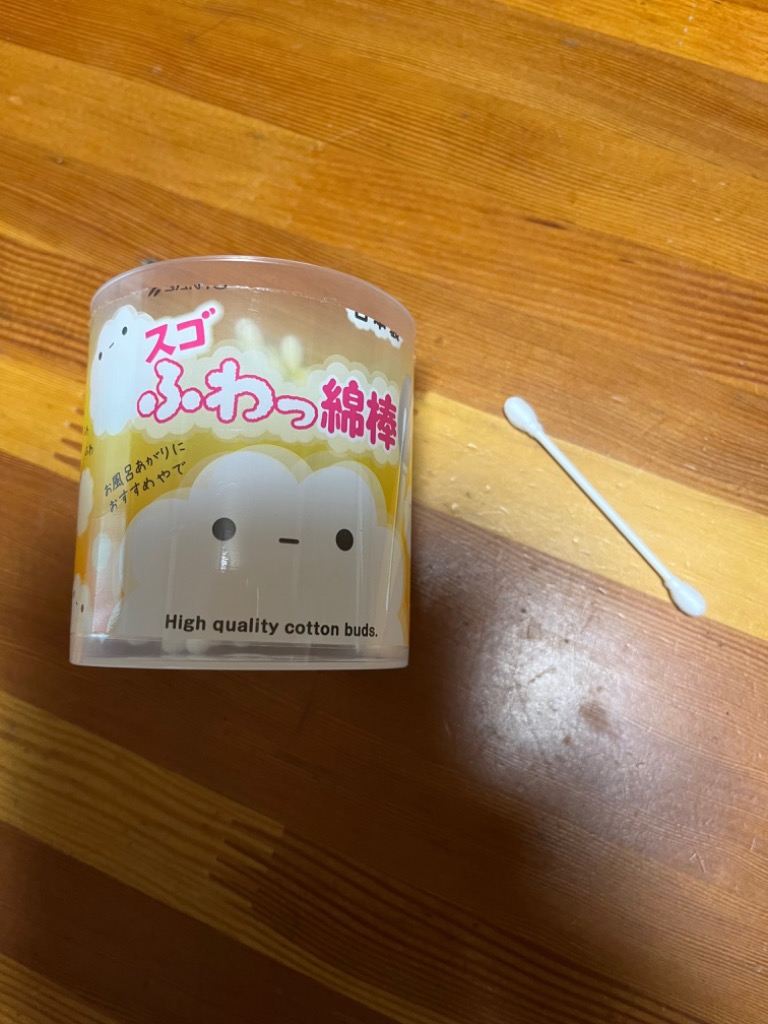 スゴ
ふわっ綿棒
お風呂あがりに
おすすめやで
High quality cotton buds.